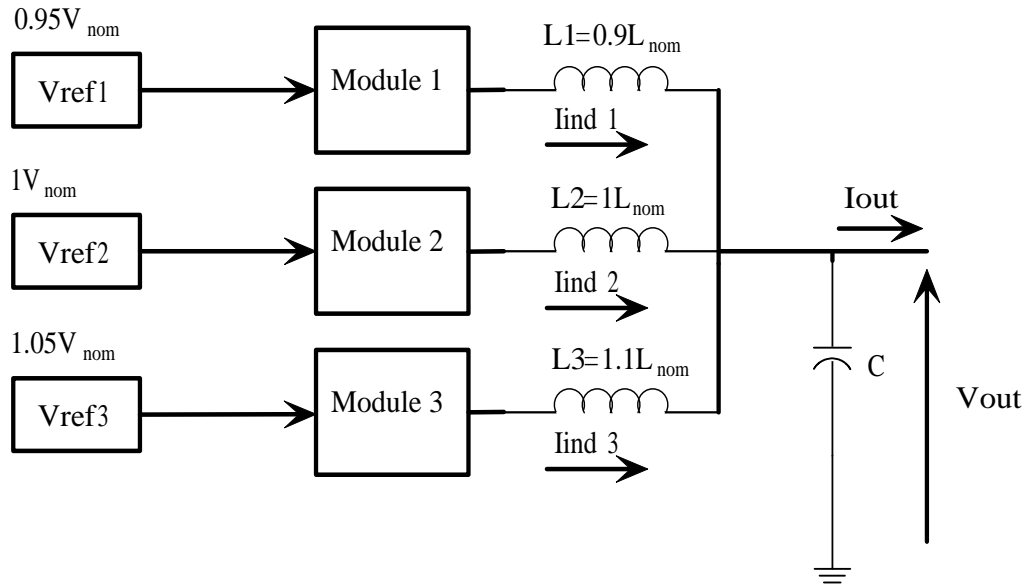 0.95V nom
Vref1
Module 1
L1=0.9L nom
Iind 1
1V nom
Vref2
Module 2
L2=1L nom
Iind 2
Iout
1.05V nom
Vref3
Module 3
L3=1.1L nom
Iind 3
C
Vout